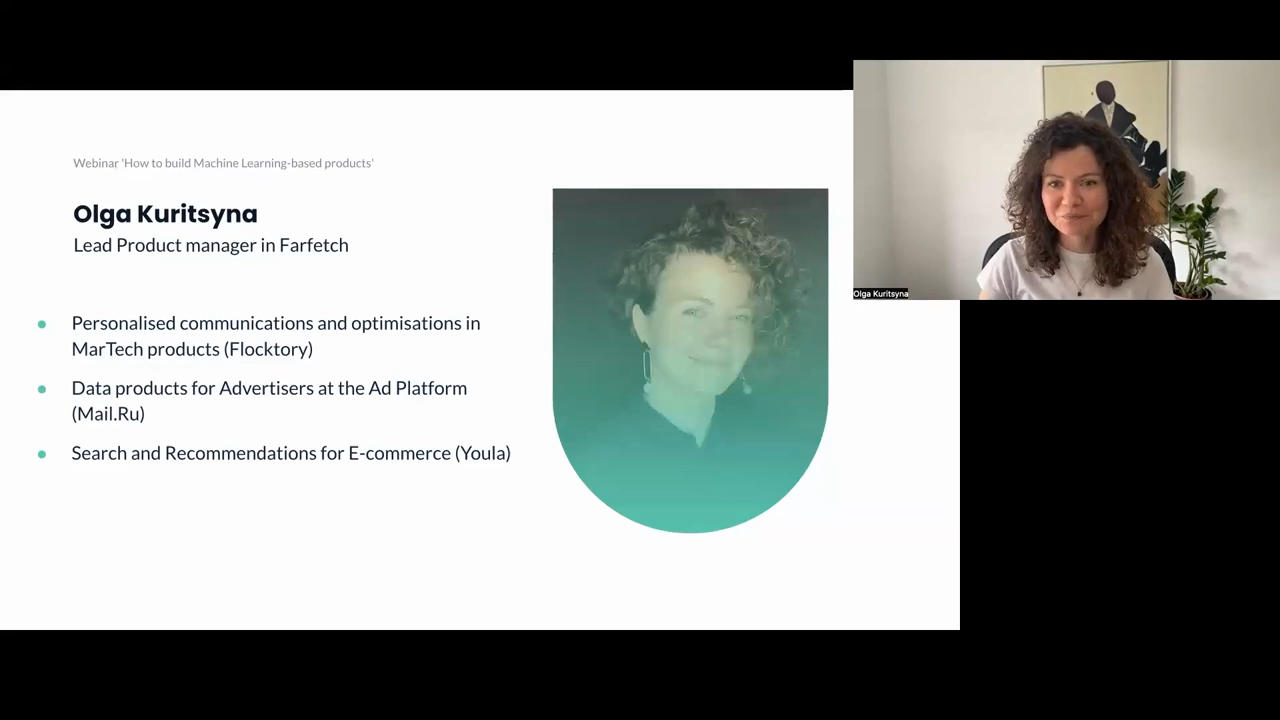 Webinar 'How to build Machine Learning-based products'
Olga Kuritsyna
Lead Product manager in Farfetch
Personalised communications and optimisations in
MarTech products (Flocktory)
Data products for Advertisers at the Ad Platform
(Mail.Ru)
Search and Recommendations for E-commerce (Youla)
Olga Kuritsyna